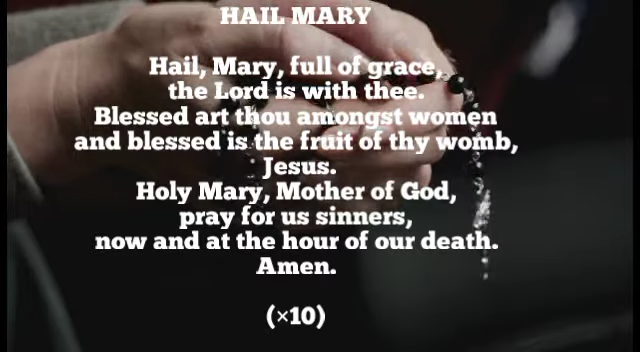 HAIL MARY
Hail, Mary, full of grace,
the Lord is with thee.
Blessed art thou amongst women
and blessed is the fruit of thy womb,
Jesus.
Holy Mary, Mother of God,
pray for us sinners,
now and at the hour of our death.
Amen.
(×10)